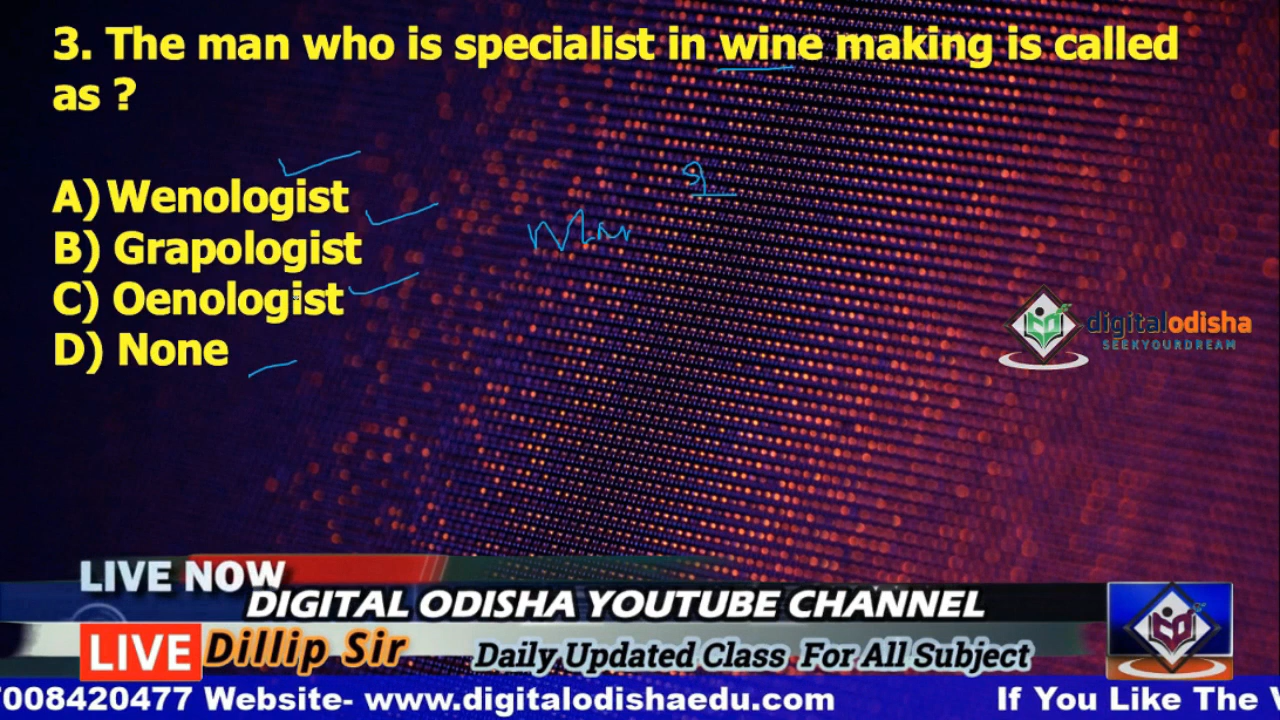 3. The man who is specialist in wine making is called
as ?
A) Wenologist
B) Grapologist
C) Oenologist
D) None
digitalodisha
SEEKYOURDREAM
LIVE NOW
DIGITAL ODISHA YOUTUBE CHANNEL
LIVE Dillip Sir Daily Updated Class For All Subject
008420477 Website- www.digitalodishaedu.com If You Like The